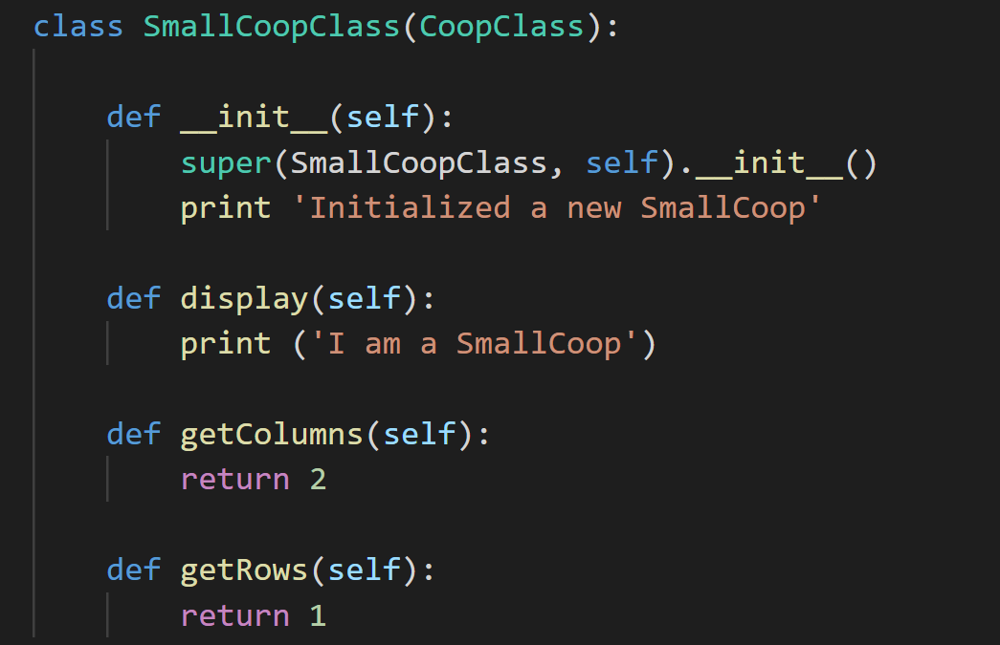 class SmallCoopClass(CoopClass):
    def __init__(self):
        super(SmallCoopClass, self).__init__()
        print 'Initialized a new SmallCoop'
    def display(self):
        print ('I am a SmallCoop')
    def getColumns(self):
        return 2
    def getRows(self):
        return 1